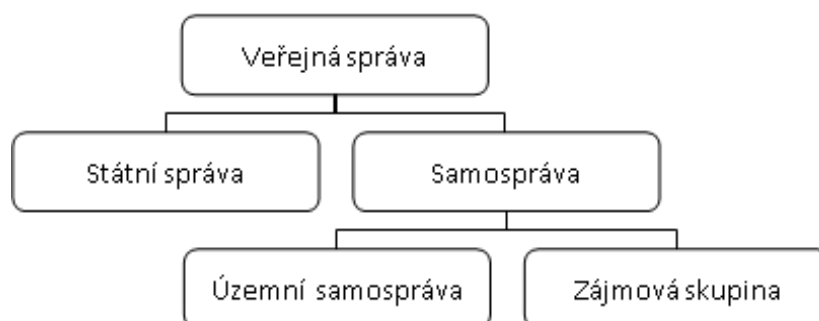 Veřejná správa
Státní správa
Samospráva
Územní samospráva
Zájmová skupina